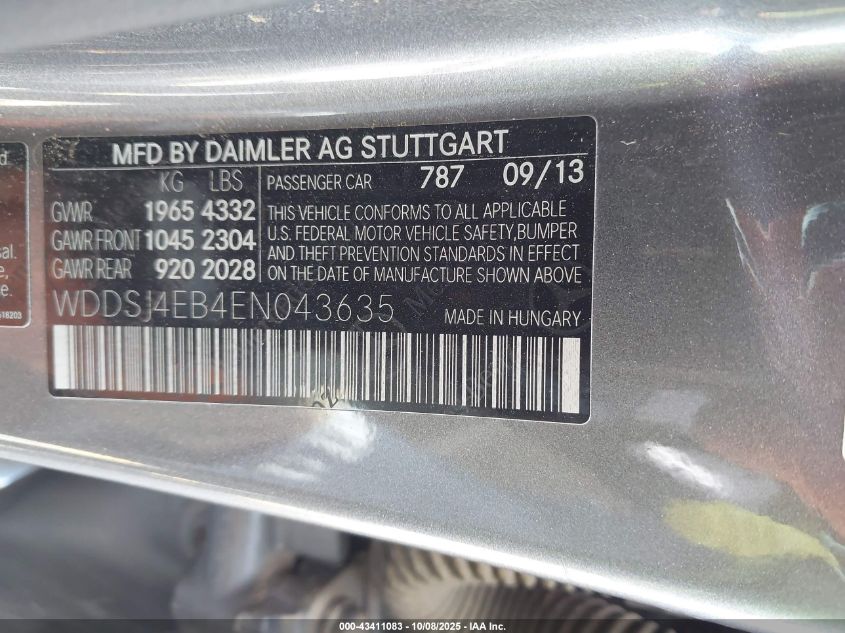 MFD BY DAIMLER AG STUTTGART
KG LBS
GVWR 1965 4332
GAWR FRONT 1045 2304
GAWR REAR 920 2028
PASSENGER CAR 787 09/13
THIS VEHICLE CONFORMS TO ALL APPLICABLE
U.S. FEDERAL MOTOR VEHICLE SAFETY, BUMPER
AND THEFT PREVENTION STANDARDS IN EFFECT
ON THE DATE OF MANUFACTURE SHOWN ABOVE.
WDDSJ4EB4EN043635
MADE IN HUNGARY
000-43411083 - 10/08/2025 - IAA Inc.